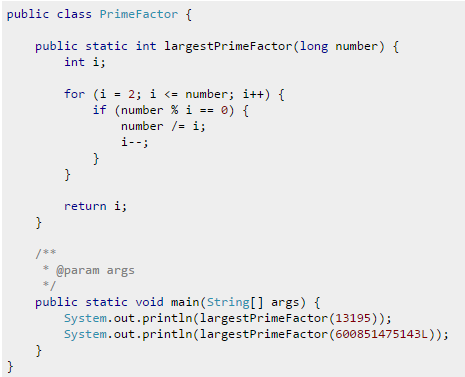 public class PrimeFactor {
    public static int largestPrimeFactor(long number) {
        int i;
        for (i = 2; i <= number; i++) {
            if (number % i == 0) {
                number /= i;
                i--;
            }
        }
        return i;
    }
    /**
     * @param args
     */
    public static void main(String[] args) {
        System.out.println(largestPrimeFactor(13195));
        System.out.println(largestPrimeFactor(600851475143L));
    }
}